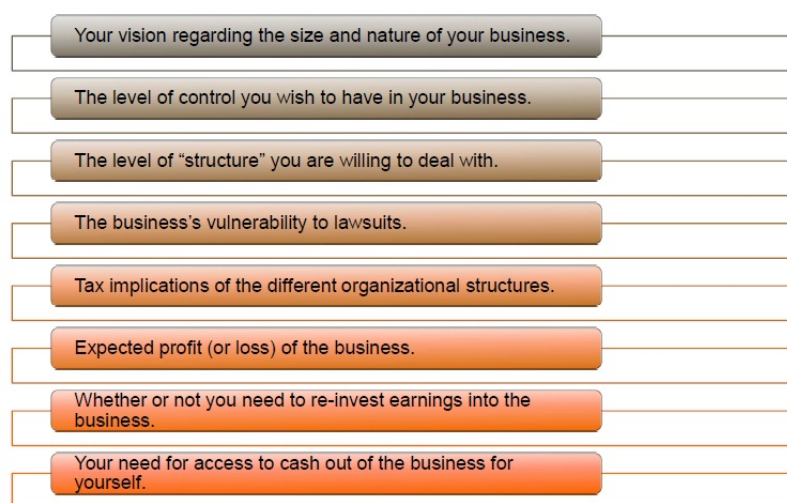 Your vision regarding the size and nature of your business.
The level of control you wish to have in your business.
The level of “structure” you are willing to deal with.
The business’s vulnerability to lawsuits.
Tax implications of the different organizational structures.
Expected profit (or loss) of the business.
Whether or not you need to re-invest earnings into the
business.
Your need for access to cash out of the business for
yourself.